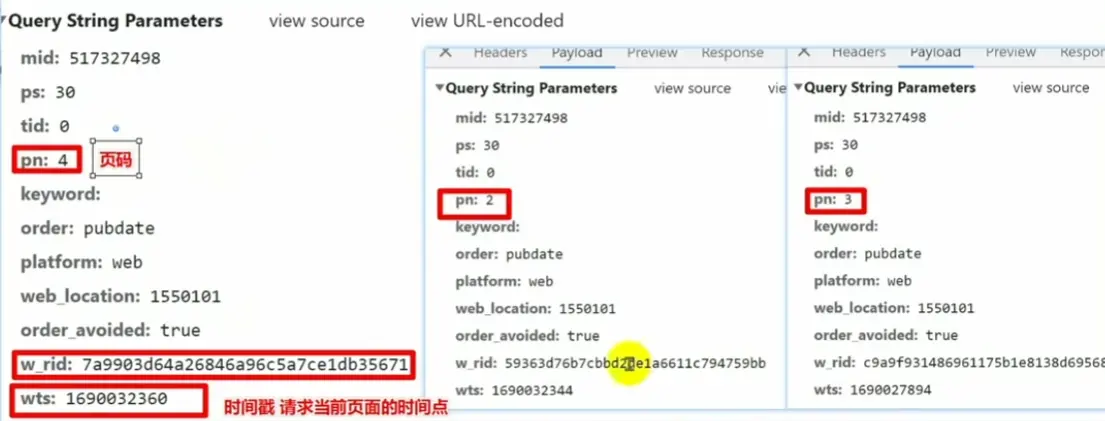 Query String Parameters view source view URL-encoded
mid: 517327498
ps: 30
tid: 0
pn: 4 页码
keyword:
order: pubdate
platform: web
web_location: 1550101
order_avoided: true
w_rid: 7a9903d64a26846a96c5a7ce1db35671
wts: 1690032360 时间戳 请求当前页面的时间点
Headers Payload Preview Response
Query String Parameters view source vie
mid: 517327498
ps: 30
tid: 0
pn: 2
keyword:
order: pubdate
platform: web
web_location: 1550101
order_avoided: true
w_rid:
wts: 1690032344
Headers Payload Preview Respon
Query String Parameters view source
mid: 517327498
ps: 30
tid: 0
pn: 3
keyword:
order: pubdate
platform: web
web_location: 1550101
order_avoided: true
w_rid: c9a9f931486961175b1e8138d69568
wts: 1690027894